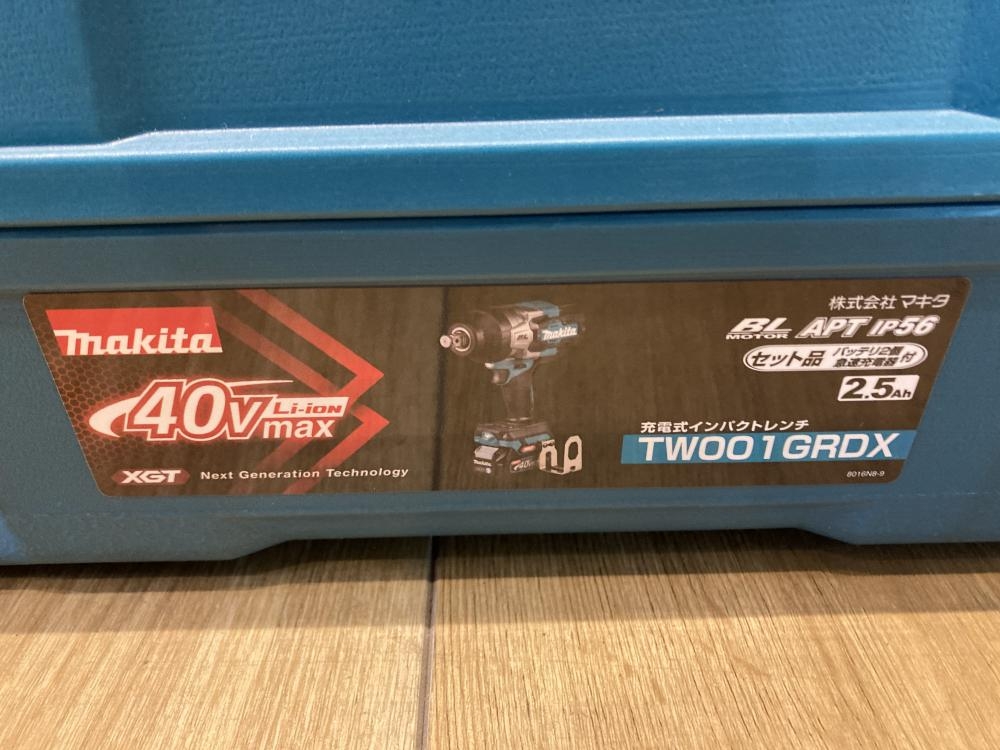 makita
40Vmax Li-ion
XGT Next Generation Technology
makita
株式会社 マキタ
BL MOTOR APT IP56
セット品 バッテリ2個 急速充電器 付
2.5Ah
充電式インパクトレンチ
TW001GRDX
8016N8-9